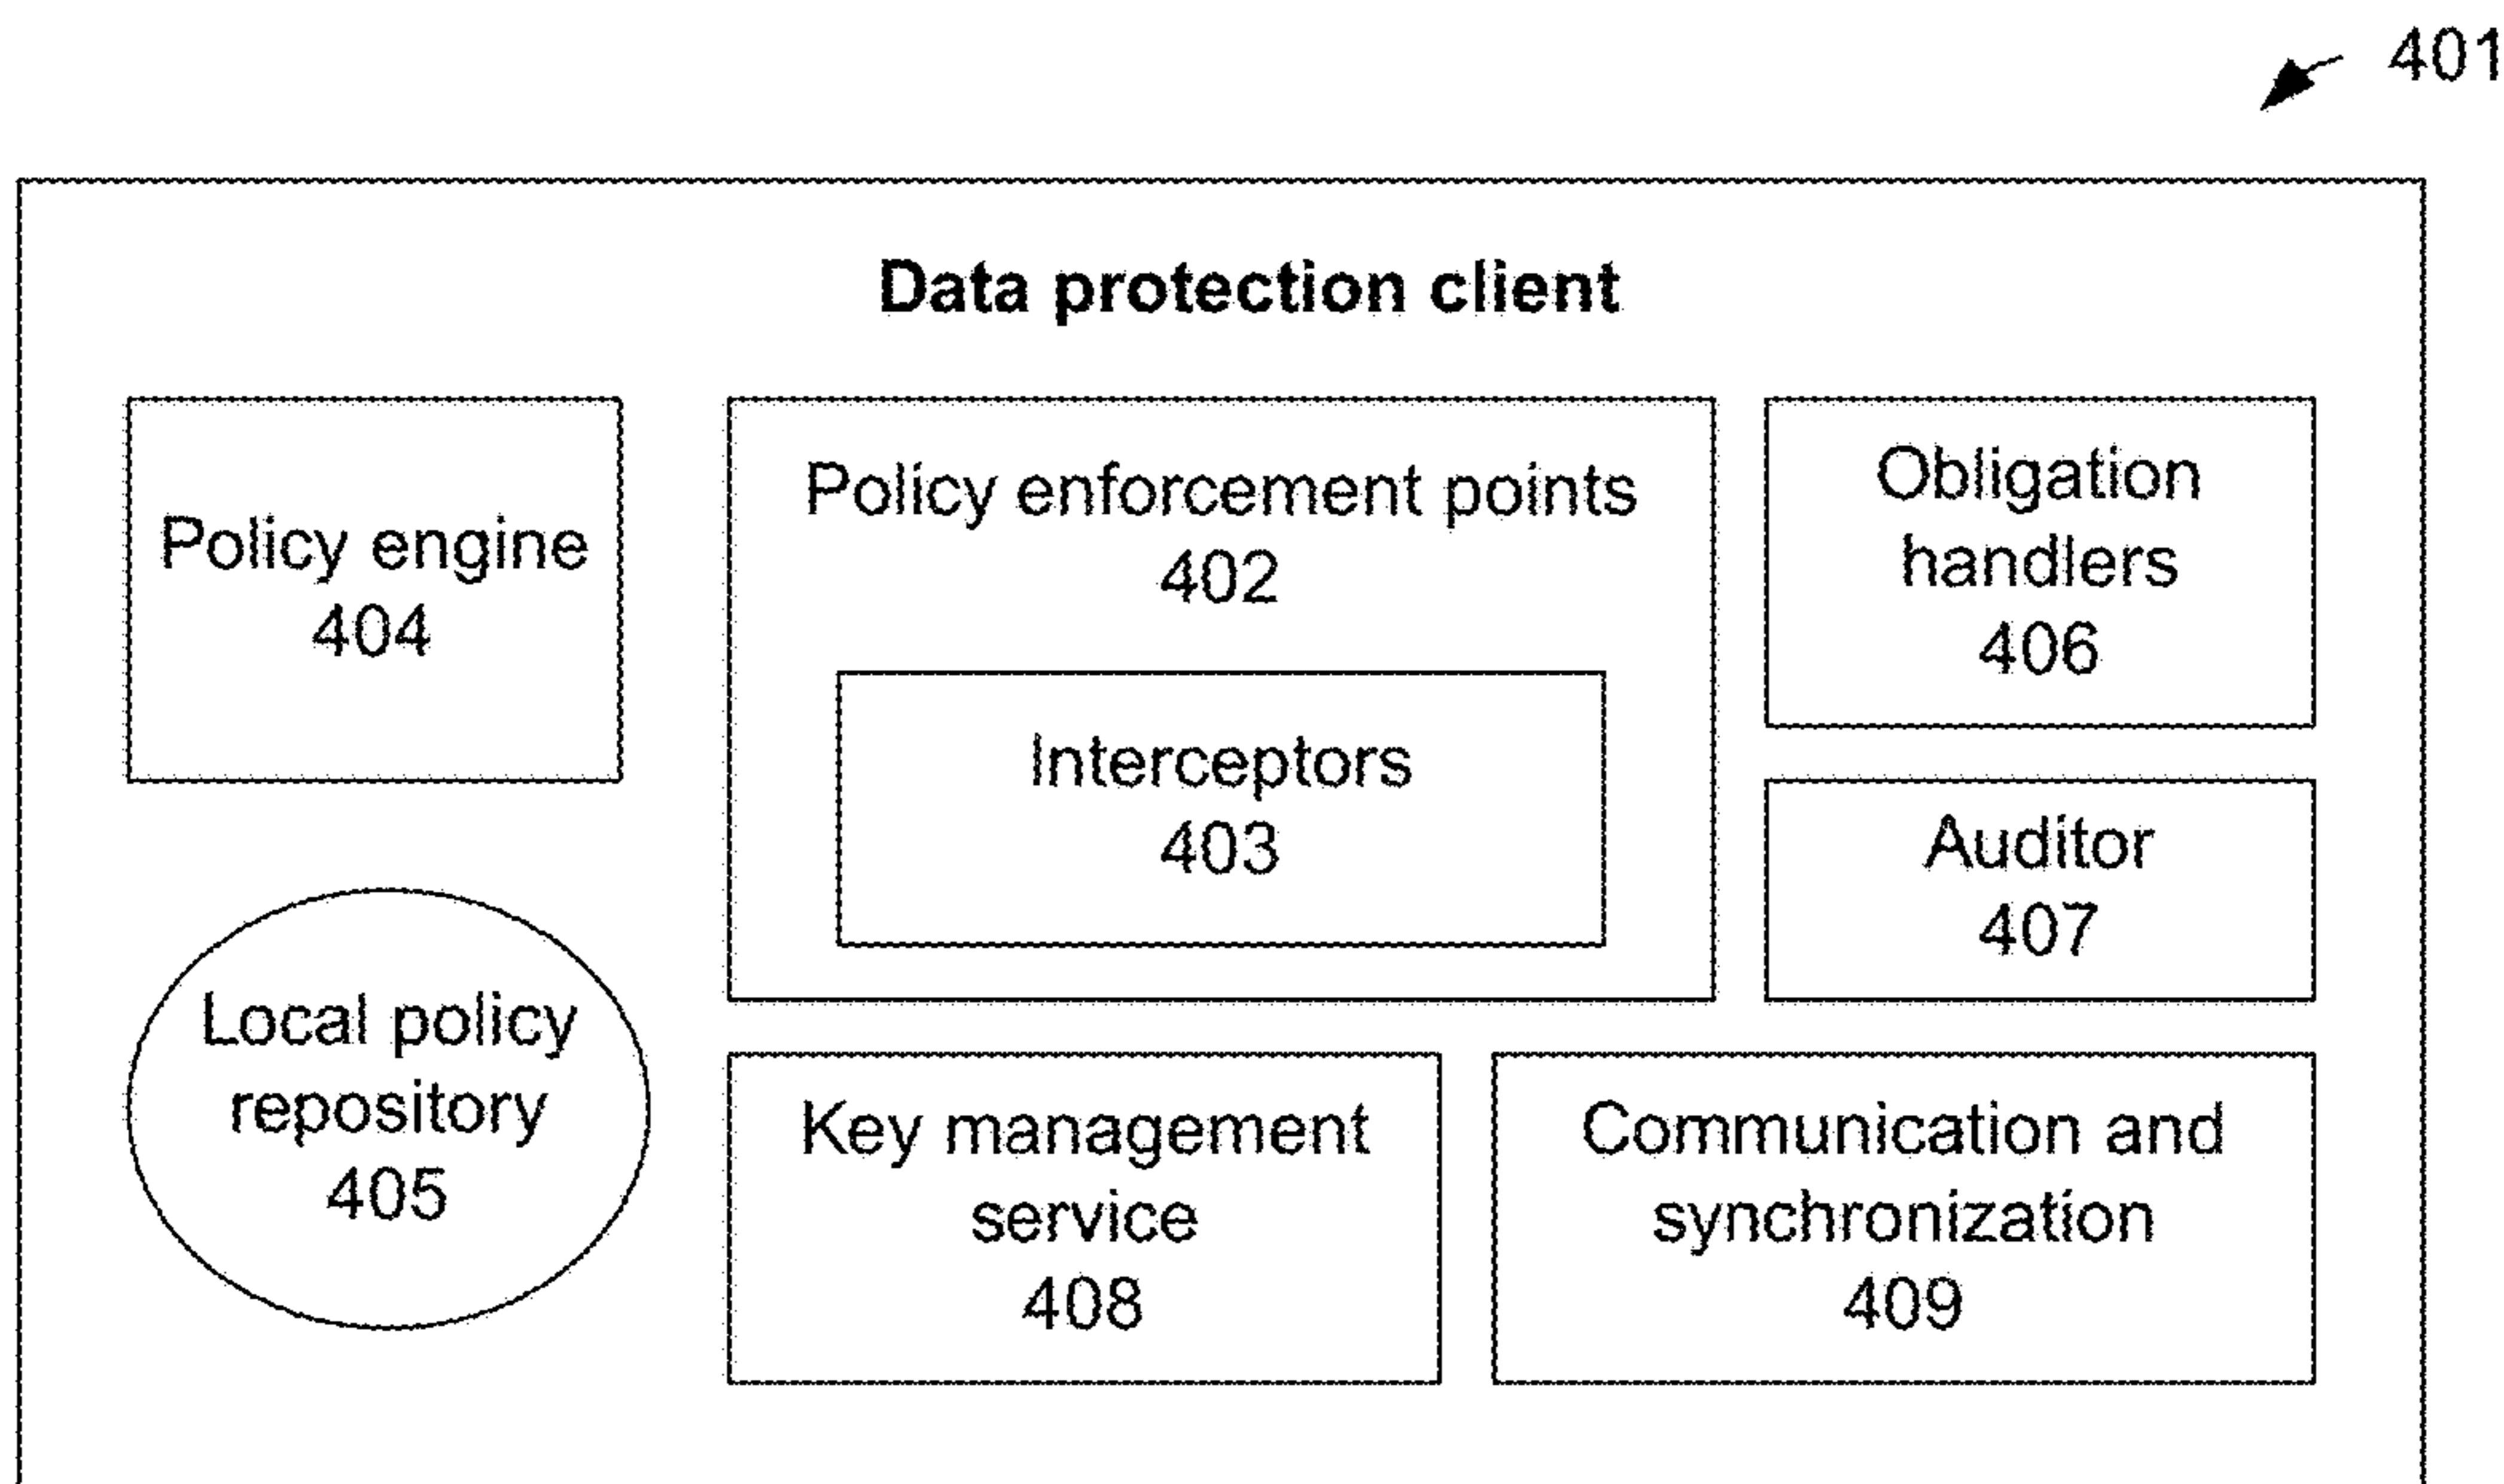 401
Data protection client
Policy engine
404
Policy enforcement points
402
Interceptors
403
Obligation
handlers
406
Auditor
407
Local policy
repository
405
Key management
service
408
Communication and
synchronization
409